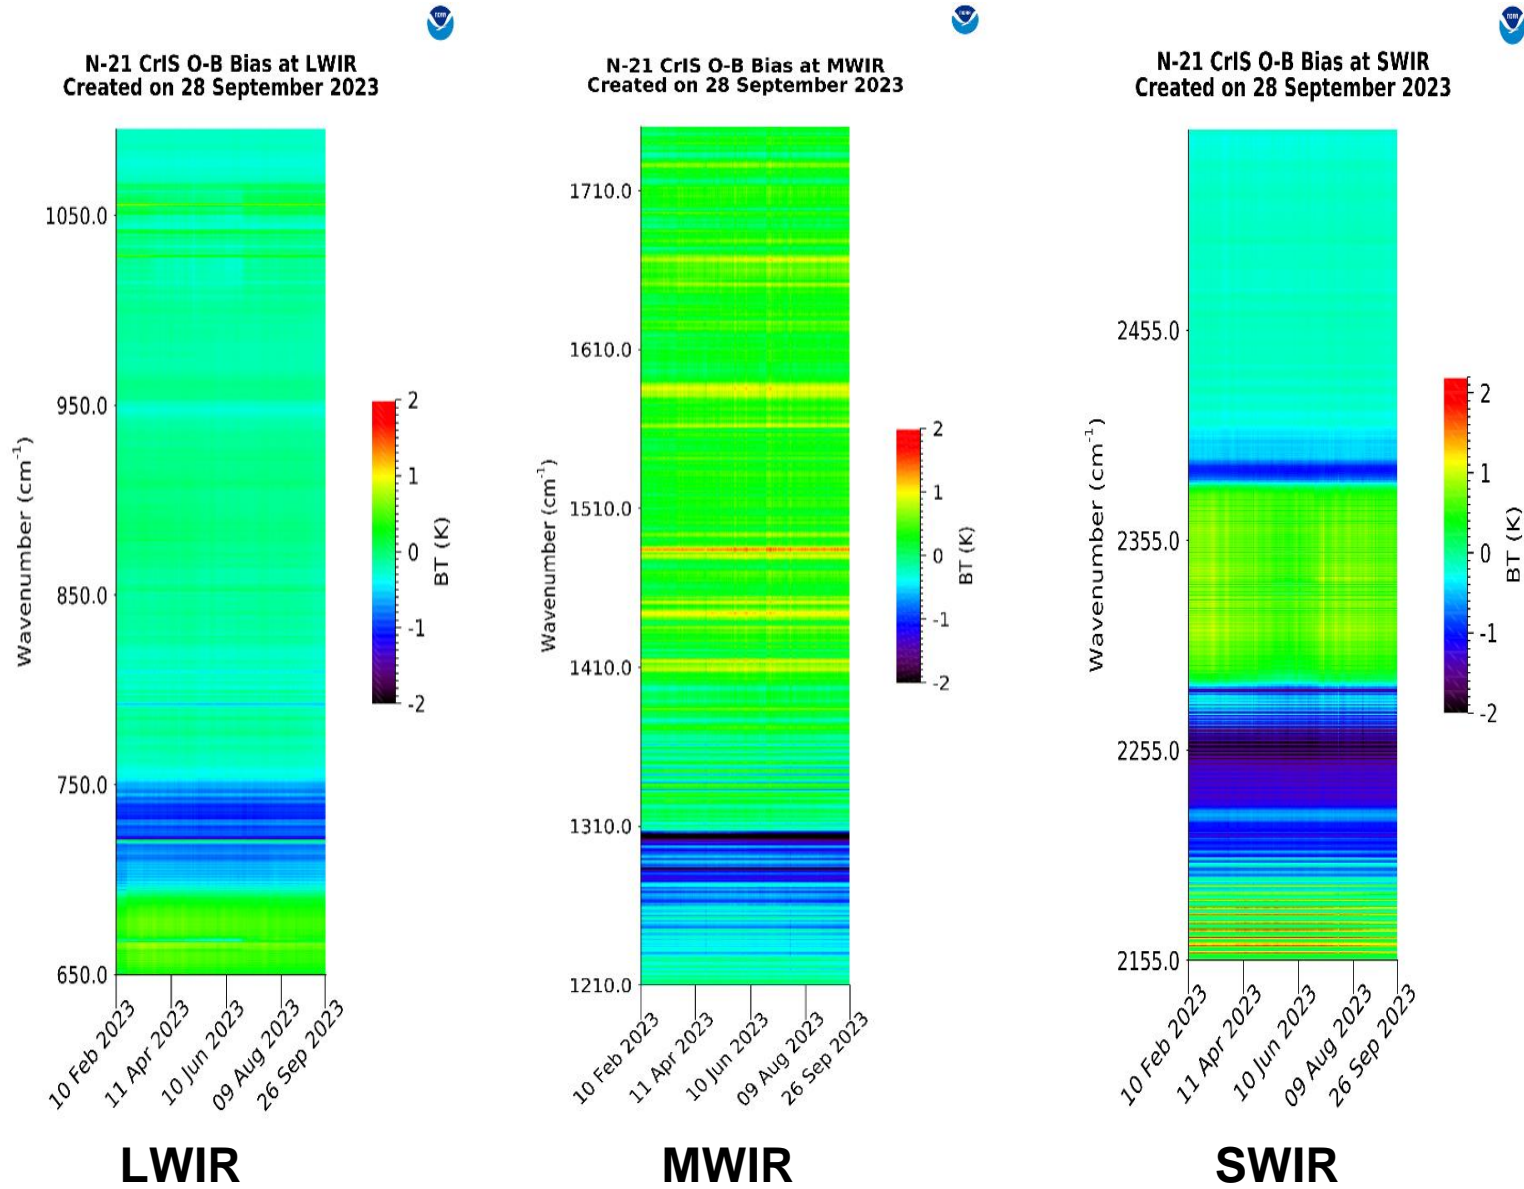 N-21 CrIS O-B Bias at LWIR
Created on 28 September 2023
1050.0
950.0
850.0
750.0
650.0
Wavenumber (cm⁻¹)
10 Feb 2023
11 Apr 2023
10 Jun 2023
09 Aug 2023
26 Sep 2023
2
1
0
-1
-2
BT (K)
LWIR
N-21 CrIS O-B Bias at MWIR
Created on 28 September 2023
1710.0
1610.0
1510.0
1410.0
1310.0
1210.0
Wavenumber (cm⁻¹)
10 Feb 2023
11 Apr 2023
10 Jun 2023
09 Aug 2023
26 Sep 2023
2
1
0
-1
-2
BT (K)
MWIR
N-21 CrIS O-B Bias at SWIR
Created on 28 September 2023
2455.0
2355.0
2255.0
2155.0
Wavenumber (cm⁻¹)
10 Feb 2023
11 Apr 2023
10 Jun 2023
09 Aug 2023
26 Sep 2023
2
1
0
-1
-2
BT (K)
SWIR